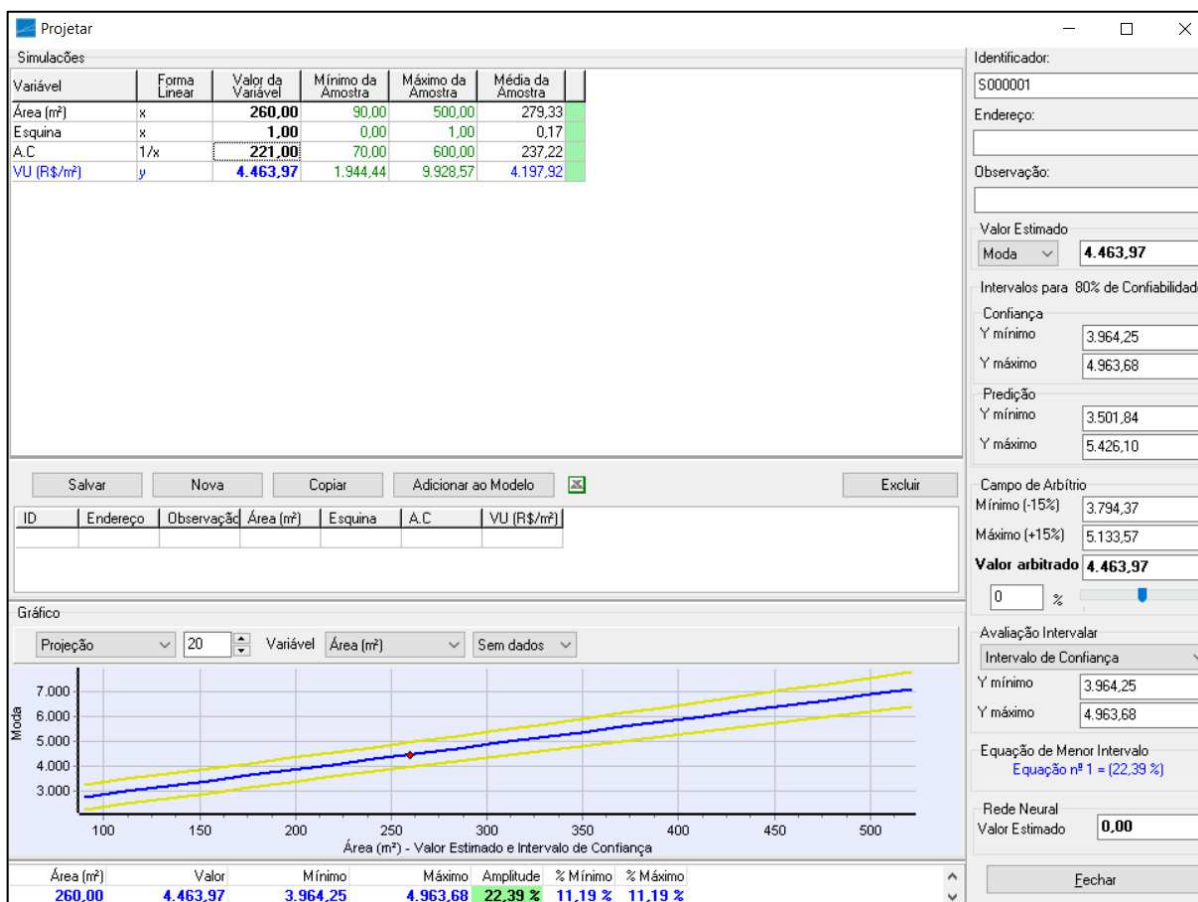 Projetar
Simulacões
Variável Forma Linear Valor da Variável Mínimo da Amostra Máximo da Amostra Média da Amostra
Área (m²) x 260,00 90,00 500,00 279,33
Esquina x 1,00 0,00 1,00 0,17
A.C 1/x 221,00 70,00 600,00 237,22
VU (R$/m²) y 4.463,97 1.944,44 9.928,57 4.197,92
Salvar Nova Copiar Adicionar ao Modelo Excluir
ID Endereço Observação Área (m²) Esquina A.C VU (R$/m²)
Gráfico
Projeção 20 Variável Área (m²) Sem dados
Moda
7.000
6.000
5.000
4.000
3.000
100 150 200 250 300 350 400 450 500
Área (m²) - Valor Estimado e Intervalo de Confiança
Área (m²) Valor Mínimo Máximo Amplitude % Mínimo % Máximo
260,00 4.463,97 3.964,25 4.963,68 22,39 % 11,19 % 11,19 %
Identificador:
S000001
Endereço:
Observação:
Valor Estimado
Moda 4.463,97
Intervalos para 80% de Confiabilidad
Confiança
Y mínimo 3.964,25
Y máximo 4.963,68
Predição
Y mínimo 3.501,84
Y máximo 5.426,10
Campo de Arbítrio
Mínimo (-15%) 3.794,37
Máximo (+15%) 5.133,57
Valor arbitrado 4.463,97
0 %
Avaliação Intervalar
Intervalo de Confiança
Y mínimo 3.964,25
Y máximo 4.963,68
Equação de Menor Intervalo
Equação nº 1 = (22,39 %)
Rede Neural
Valor Estimado 0,00
Fechar